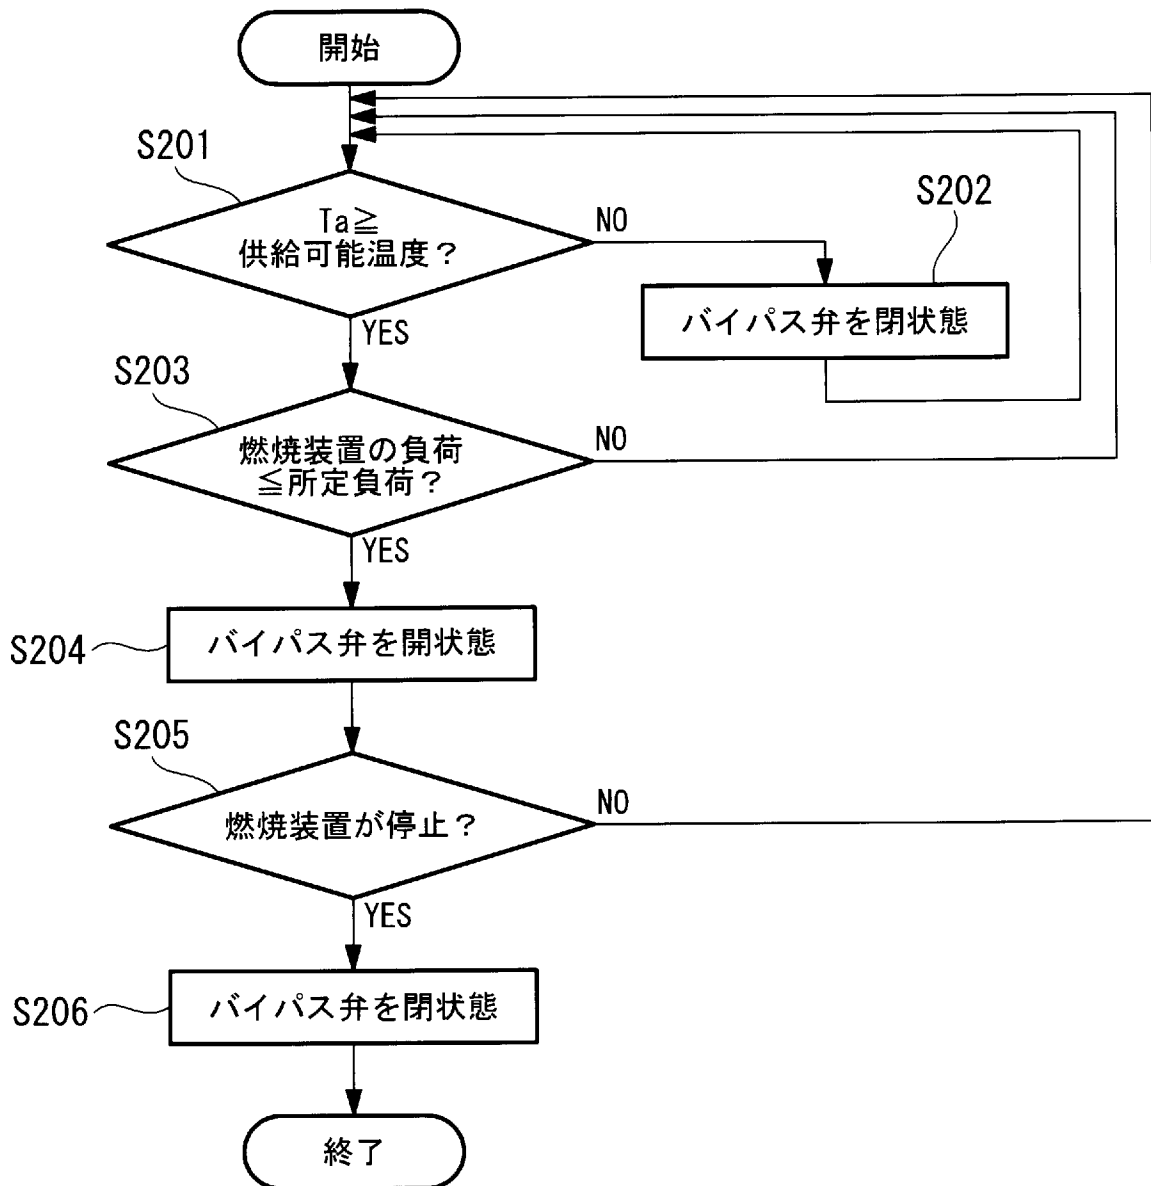 開始
S201
Ta≧
供給可能温度？
NO
S202
バイパス弁を閉状態
YES
S203
燃焼装置の負荷
≦所定負荷？
NO
YES
S204
バイパス弁を開状態
S205
燃焼装置が停止？
NO
YES
S206
バイパス弁を閉状態
終了